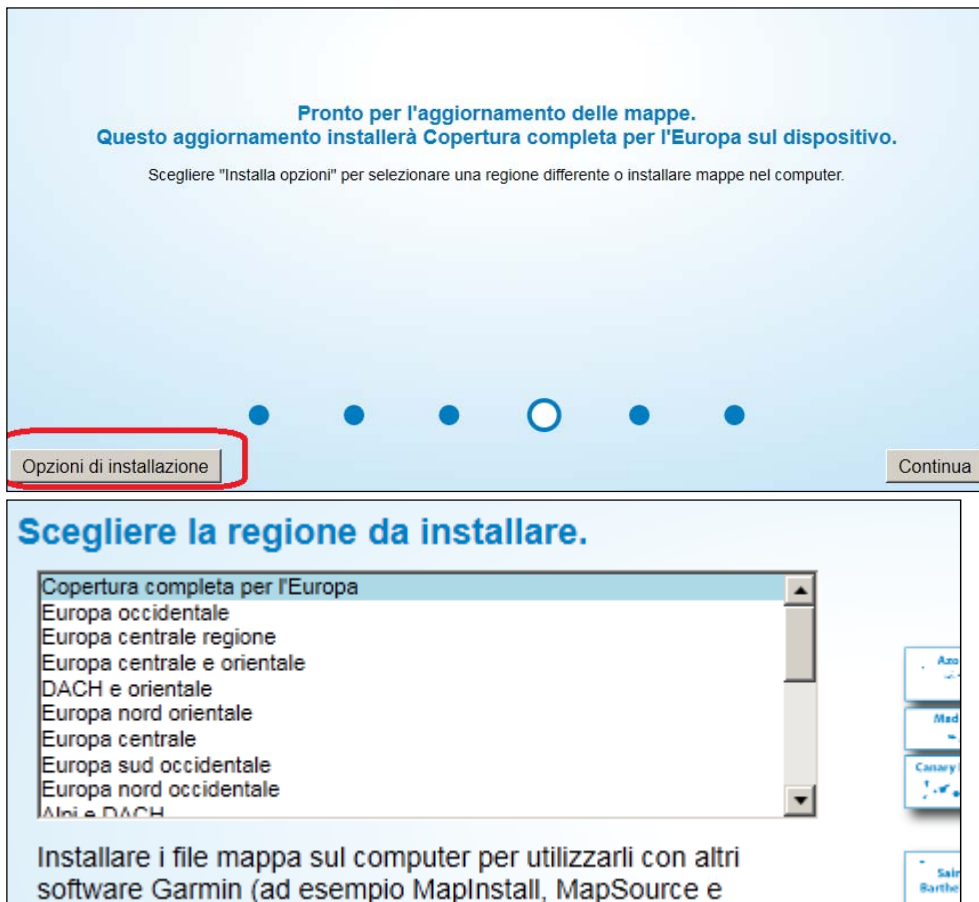 Pronto per l'aggiornamento delle mappe.
Questo aggiornamento installerà Copertura completa per l'Europa sul dispositivo.
Scegliere "Installa opzioni" per selezionare una regione differente o installare mappe nel computer.
Opzioni di installazione
Continua
Scegliere la regione da installare.
Copertura completa per l'Europa
Europa occidentale
Europa centrale regione
Europa centrale e orientale
DACH e orientale
Europa nord orientale
Europa centrale
Europa sud occidentale
Europa nord occidentale
Alpi e DACH
Installare i file mappa sul computer per utilizzarli con altri
software Garmin (ad esempio MapInstall, MapSource e
Canary